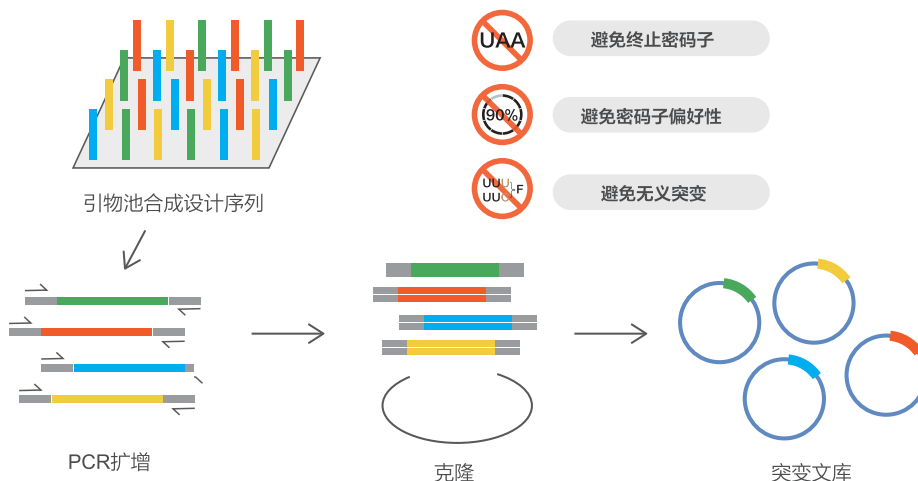 UAA
避免终止密码子
90%
避免密码子偏好性
UUU
UUC
F
避免无义突变
引物池合成设计序列
PCR扩增
克隆
突变文库